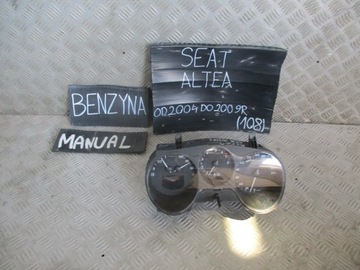 SEAT
ALTEA
OD 2004 DO 2009R
(108)
BENZYNA
MANUAL